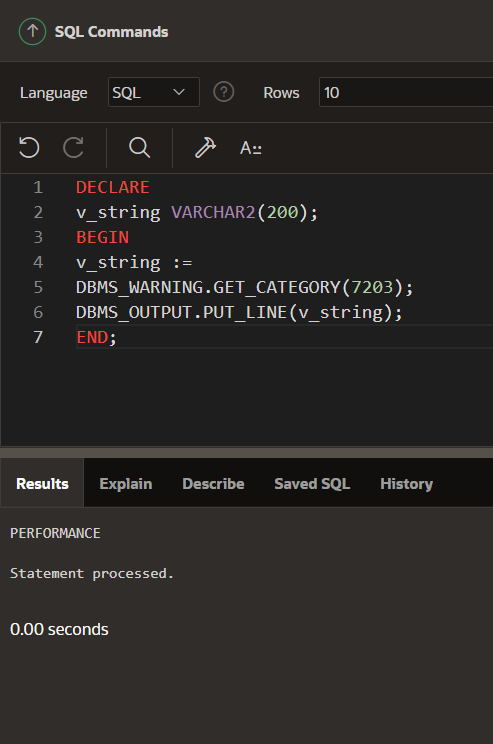 SQL Commands
Language SQL ? Rows 10
A::
1 DECLARE
2 v_string VARCHAR2(200);
3 BEGIN
4 v_string :=
5 DBMS_WARNING.GET_CATEGORY(7203);
6 DBMS_OUTPUT.PUT_LINE(v_string);
7 END;
Results Explain Describe Saved SQL History
PERFORMANCE
Statement processed.
0.00 seconds